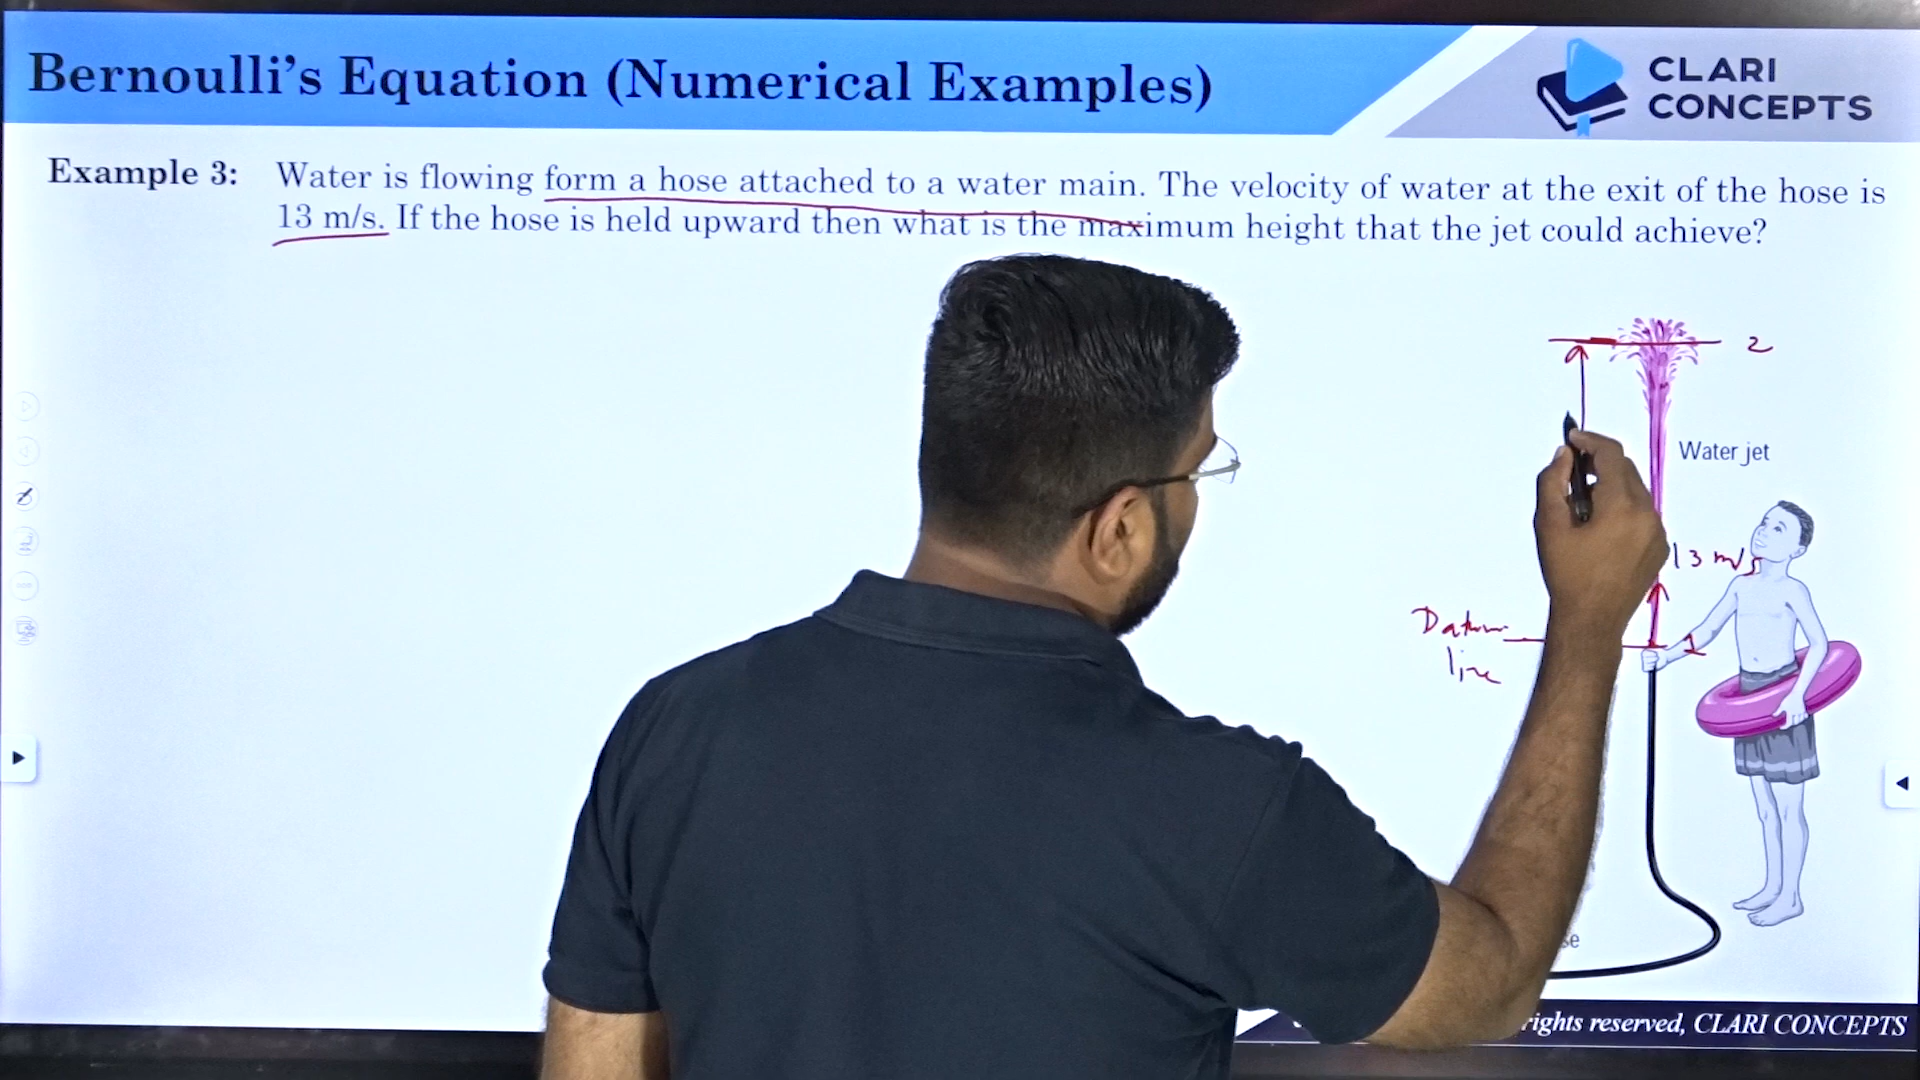 Bernoulli's Equation (Numerical Examples)
CLARI
CONCEPTS
Example 3: Water is flowing form a hose attached to a water main. The velocity of water at the exit of the hose is
13 m/s. If the hose is held upward then what is the maximum height that the jet could achieve?
2
Water jet
13 m/s
Datum
line
1
rights reserved, CLARI CONCEPTS